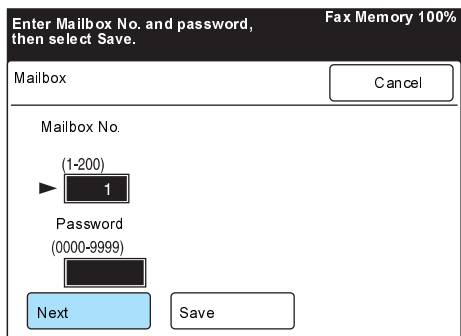 Enter Mailbox No. and password,
then select Save.
Fax Memory 100%
Mailbox
Cancel
Mailbox No.
(1-200)
1
Password
(0000-9999)
Next
Save